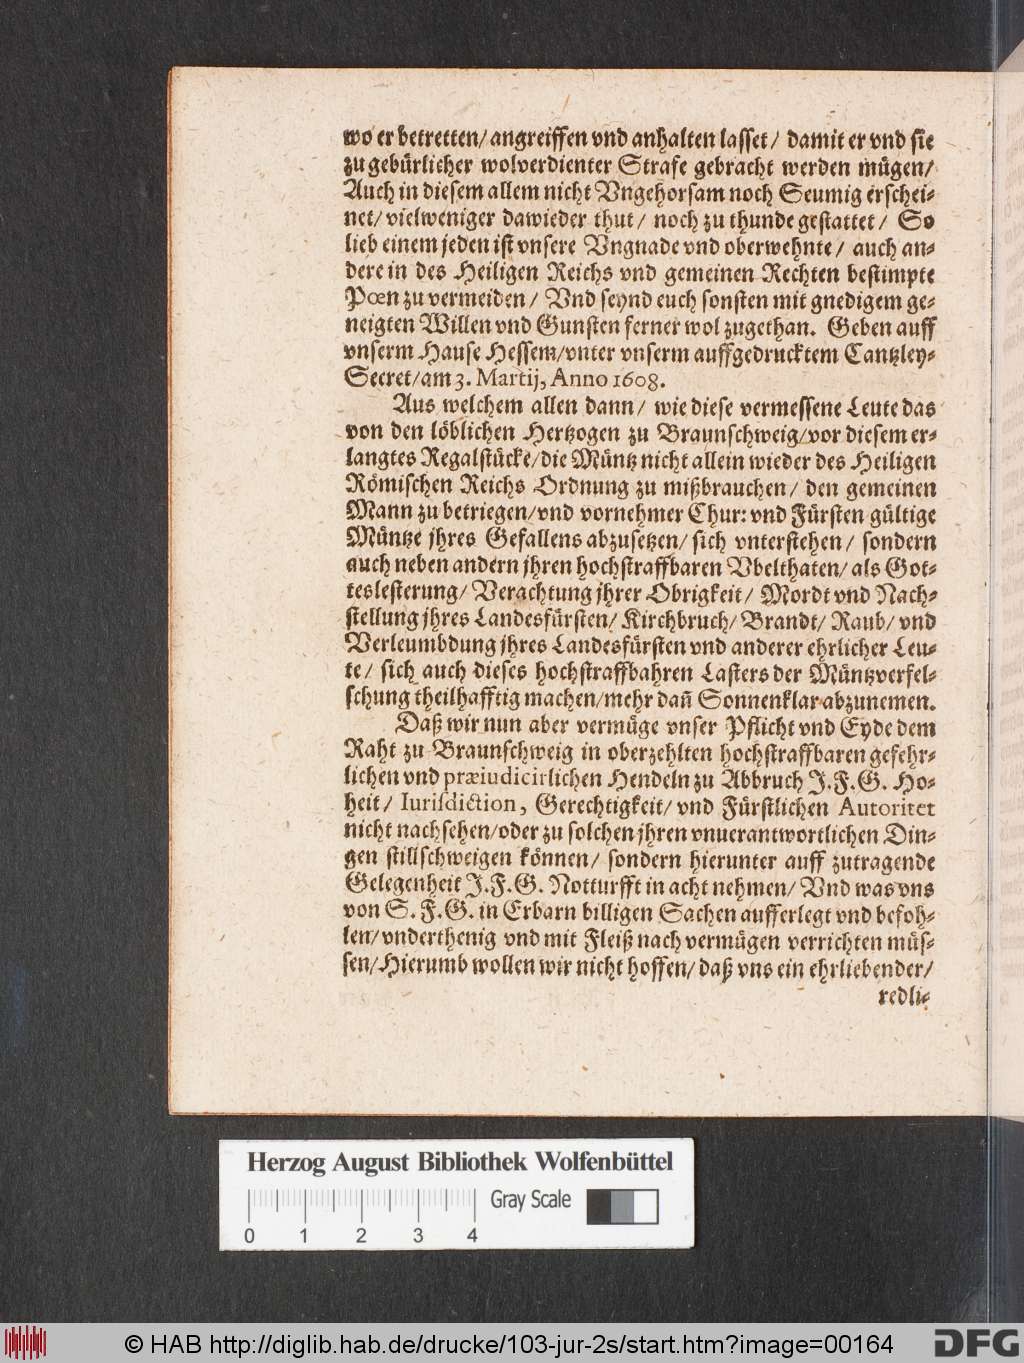 wo er betretten/ angreiffen vnd anhalten lasset/ damit er vnd sie
zu gebürlicher wolverdienter Strafe gebracht werden mügen/
Auch in diesem allem nicht Vngehorsam noch Seumig erschei-
net/ vielweniger dawieder thut/ noch zu thunde gestattet/ So
lieb einem jeden ist vnsere Vngnade vnd oberwehnte/ auch an-
dere in des Heiligen Reichs vnd gemeinen Rechten bestimpte
Pœn zu vermeiden/ Vnd seynd euch sonsten mit gnedigem ge-
neigten Willen vnd Gunsten ferner wol zugethan. Geben auff
vnserm Hause Hessem/ vnter vnserm auffgedrucktem Cantzley-
Secret/ am 3. Martij, Anno 1608.
Aus welchem allen dann/ wie diese vermessene Leute das
von den löblichen Hertzogen zu Braunschweig/ vor diesem er-
langtes Regalstücke/ die Müntz nicht allein wieder des Heiligen
Römischen Reichs Ordnung zu mißbrauchen/ den gemeinen
Mann zu betriegen/ vnd vornehmer Chur: vnd Fürsten gültige
Müntze jhres Gefallens abzusetzen/ sich vnterstehen/ sondern
auch neben andern jhren hochstraffbaren Vbelthaten/ als Got-
teslesterung/ Verachtung jhrer Obrigkeit/ Mordt vnd Nach-
stellung jhres Landesfürsten/ Kirchbruch/ Brandt/ Raub/ vnd
Verleumbdung jhres Landesfürsten vnd anderer ehrlicher Leu-
te/ sich auch dieses hochstraffbahren Lasters der Müntzverfel-
schung theilhafftig machen/ mehr dañ Sonnenklar abzunemen.
Daß wir nun aber vermüge vnser Pflicht vnd Eyde dem
Raht zu Braunschweig in oberzehlten hochstraffbaren gefehr-
lichen vnd præiudicirlichen Hendeln zu Abbruch J. F. G. Ho-
heit/ Iurisdiction, Gerechtigkeit/ vnd Fürstlichen Autoritet
nicht nachsehen/ oder zu solchen jhren vnuerantwortlichen Din-
gen stillschweigen können/ sondern hierunter auff zutragende
Gelegenheit J. F. G. Notturfft in acht nehmen/ Vnd was vns
von S. F. G. in Erbarn billigen Sachen aufferlegt vnd befoh-
len/ vnderthenig vnd mit Fleiß nach vermügen verrichten müs-
sen/ Hierumb wollen wir nicht hoffen/ daß vns ein ehrliebender/
redli-
Herzog August Bibliothek Wolfenbüttel
Gray Scale
0 1 2 3 4
© HAB http://diglib.hab.de/drucke/103-jur-2s/start.htm?image=00164
DFG